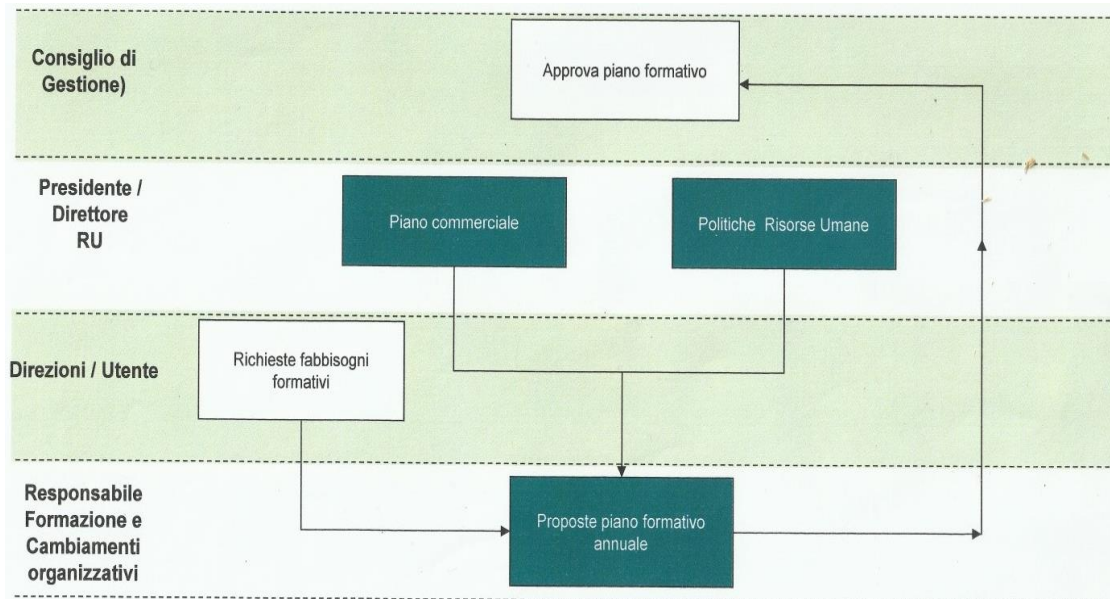 Consiglio di
Gestione)
Approva piano formativo
Presidente /
Direttore
RU
Piano commerciale
Politiche Risorse Umane
Direzioni / Utente
Richieste fabbisogni
formativi
Responsabile
Formazione e
Cambiamenti
organizzativi
Proposte piano formativo
annuale